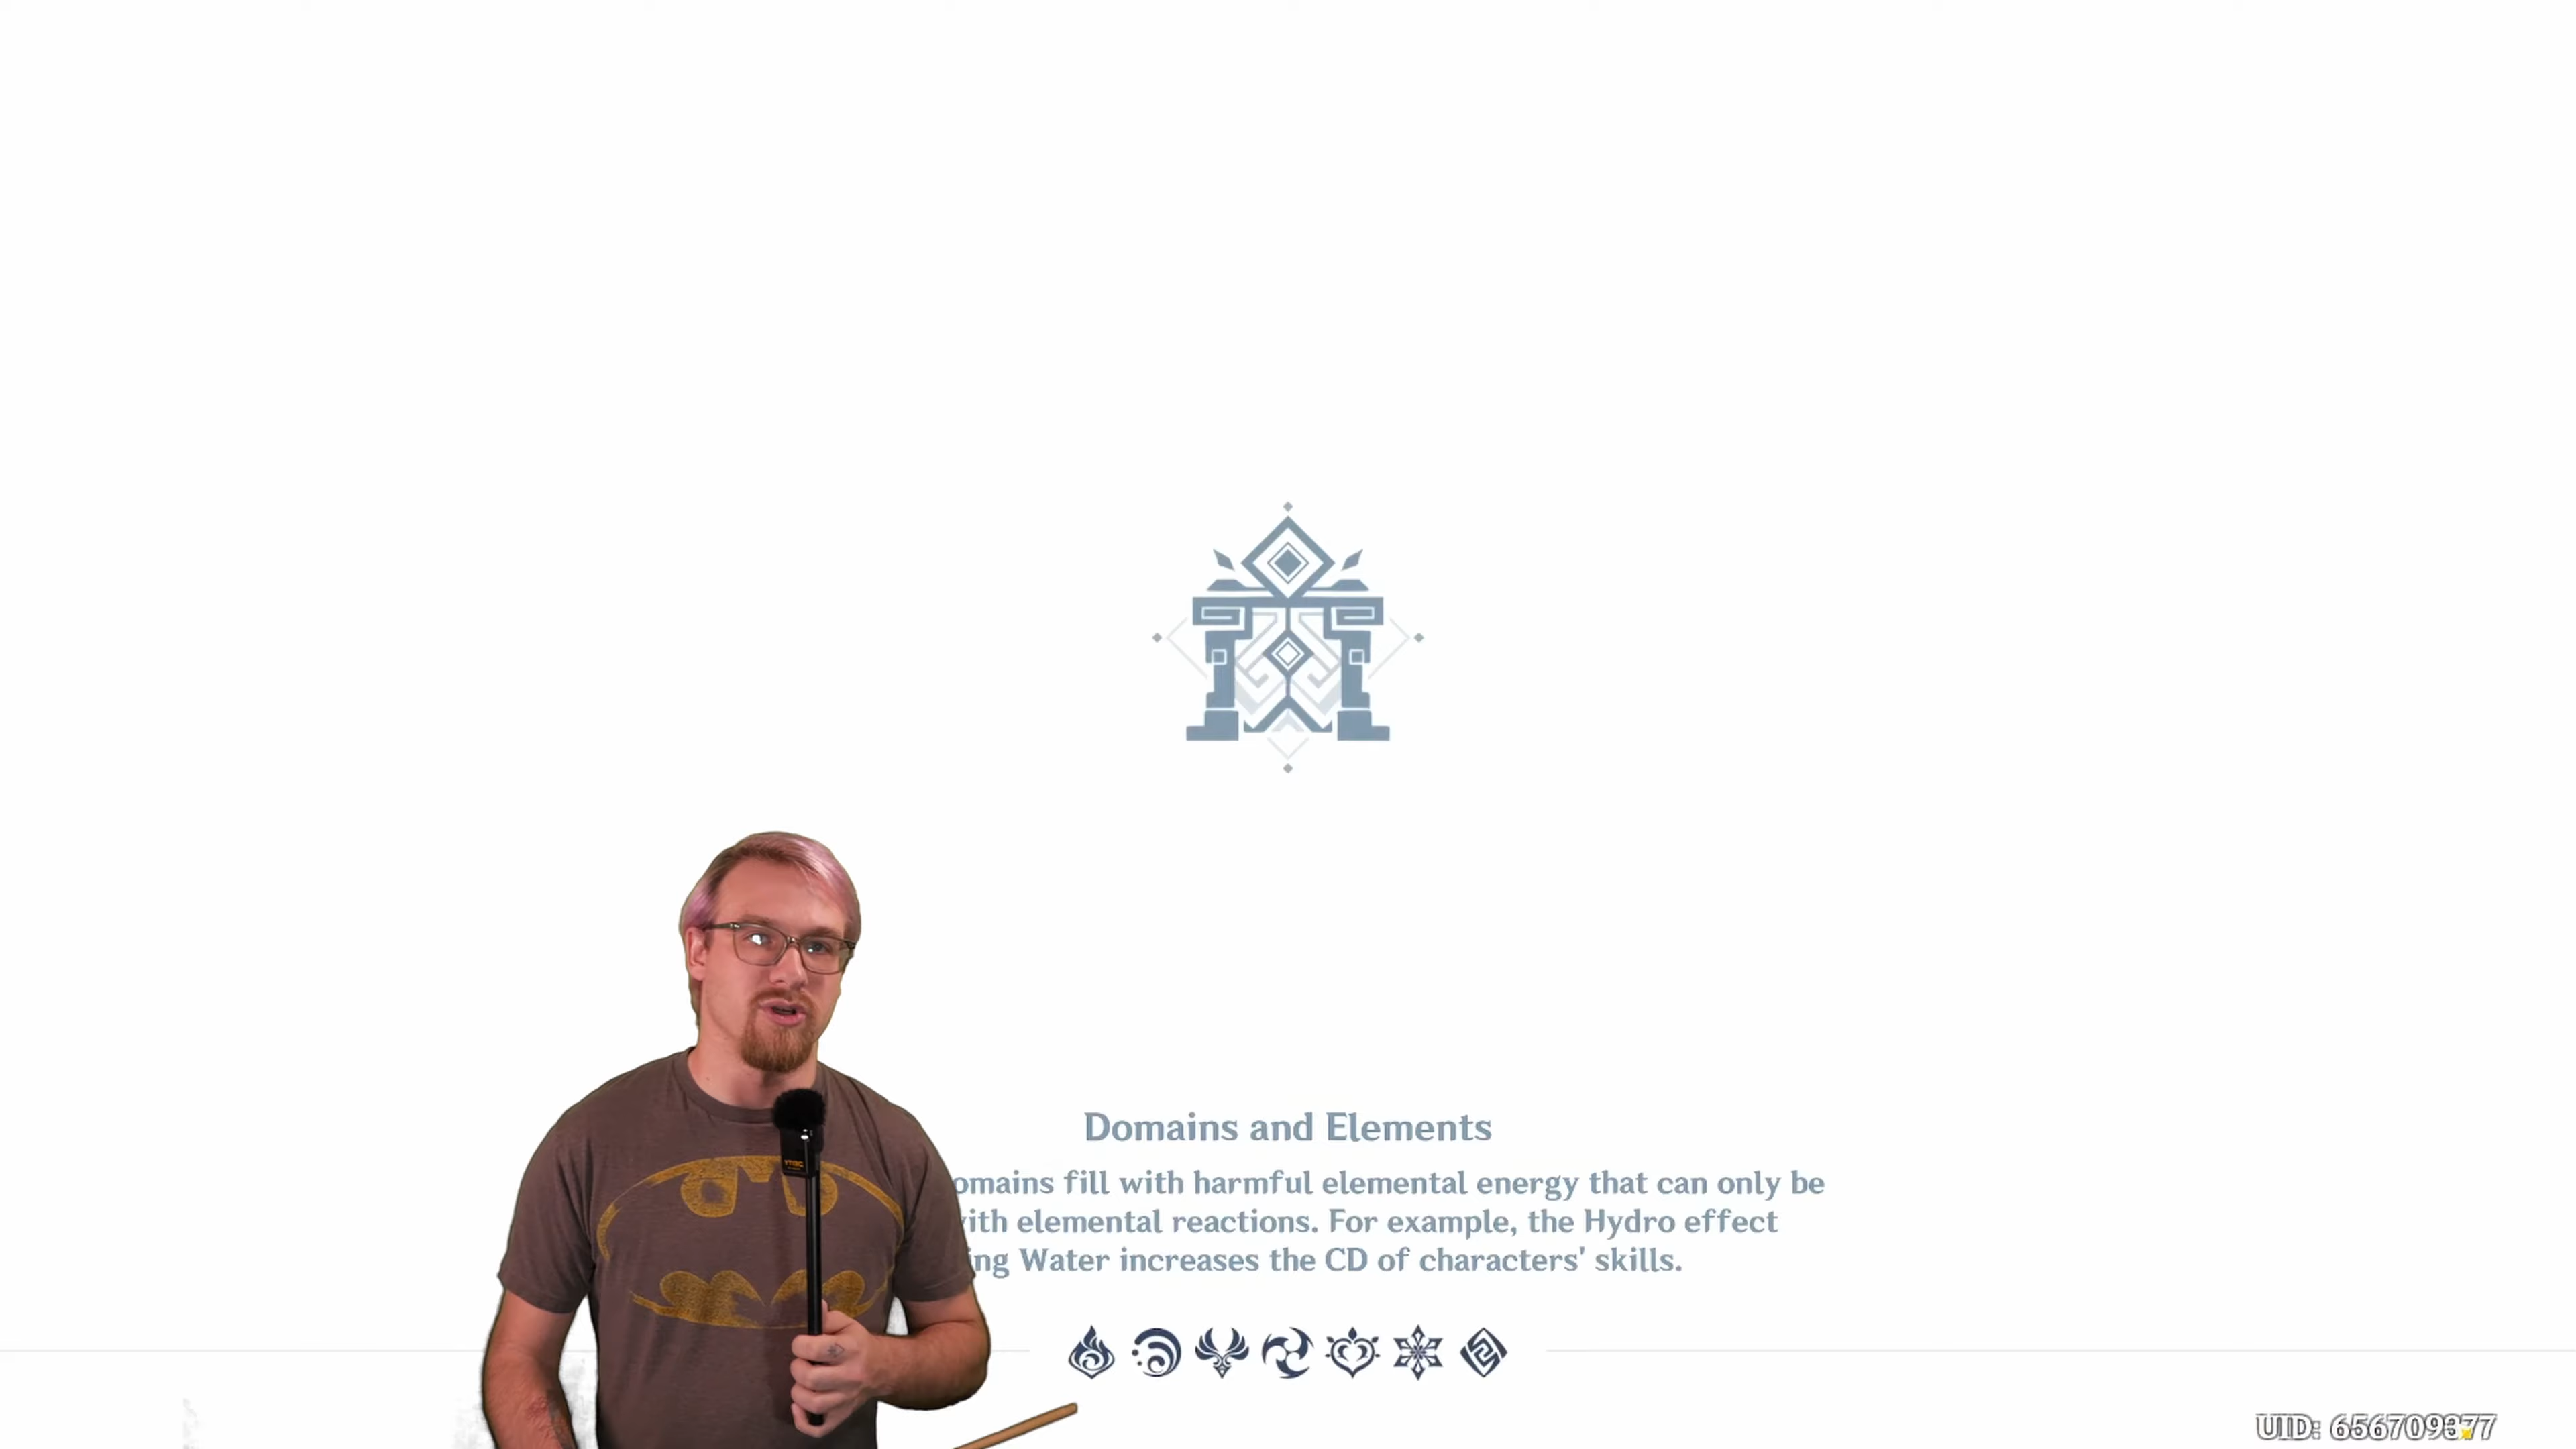 Domains and Elements
omains fill with harmful elemental energy that can only be
ith elemental reactions. For example, the Hydro effect
ing Water increases the CD of characters' skills.
UID: 656709377